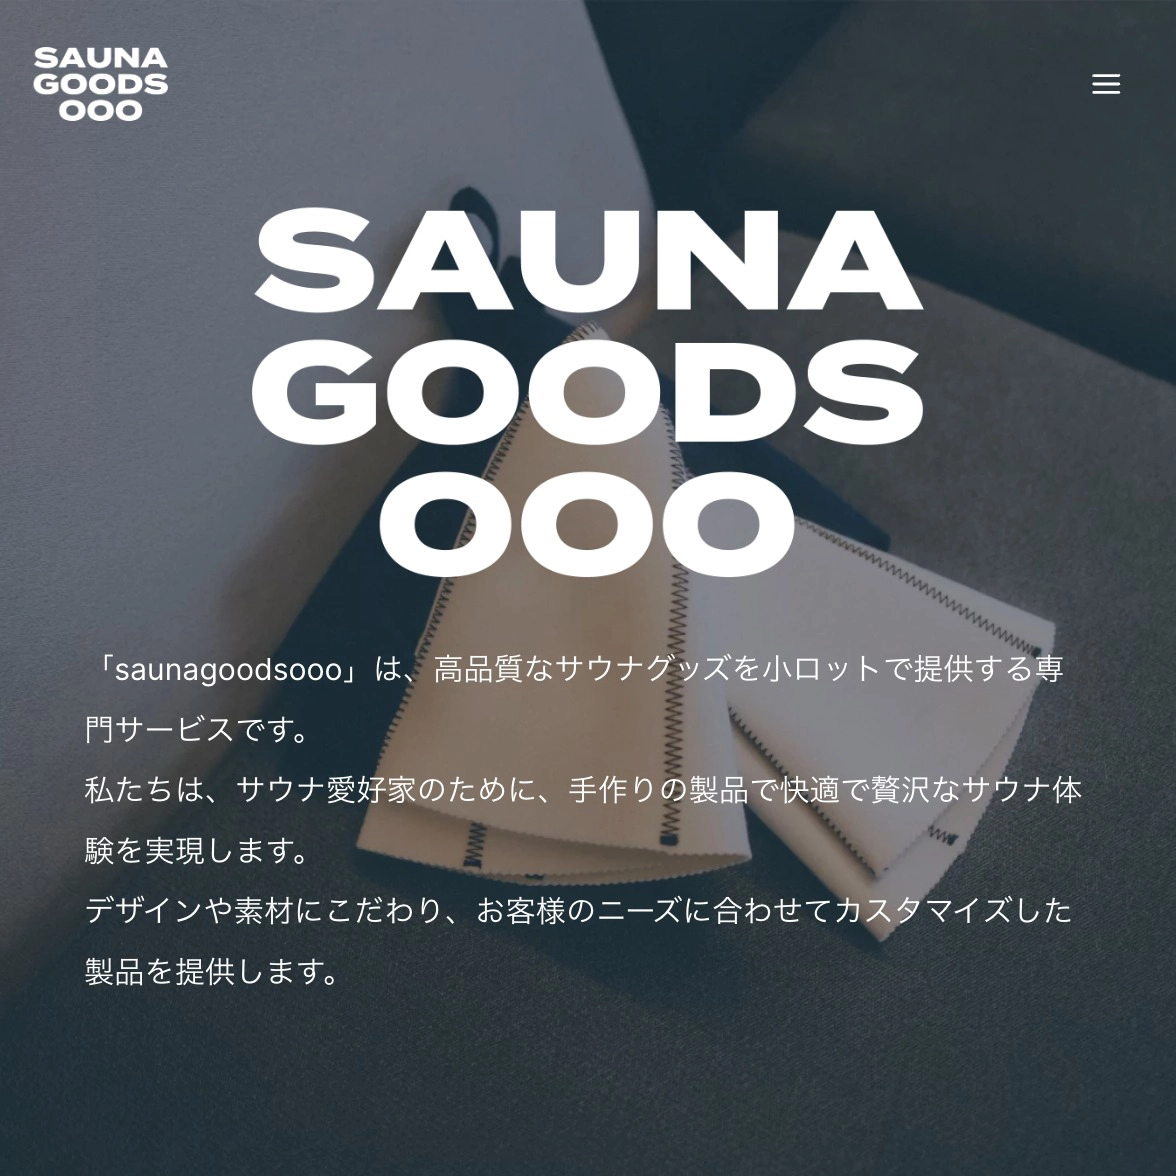 SAUNA
GOODS
OOO
SAUNA
GOODS
OOO
「saunagoodsooo」は、高品質なサウナグッズを小ロットで提供する専
門サービスです。
私たちは、サウナ愛好家のために、手作りの製品で快適で贅沢なサウナ体
験を実現します。
デザインや素材にこだわり、お客様のニーズに合わせてカスタマイズした
製品を提供します。